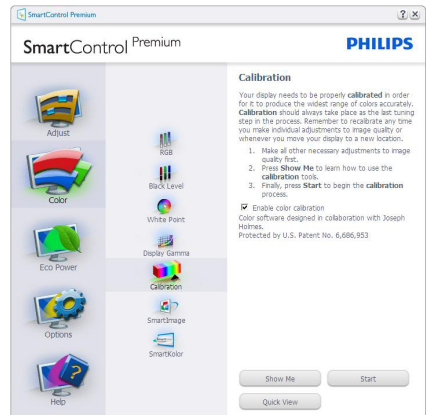 SmartControl Premium
SmartControl Premium
PHILIPS
Adjust
Color
Eco Power
Options
Help
RGB
Black Level
White Point
Display Gamma
Calibration
SmartImage
SmartKolor
Calibration
Your display needs to be properly calibrated in order
for it to produce the widest range of colors accurately.
Calibration should always take place as the last tuning
step in the process. Remember to recalibrate any time
you make individual adjustments to image quality or
whenever you move your display to a new location.
1. Make all other necessary adjustments to image
quality first.
2. Press Show Me to learn how to use the
calibration tools.
3. Finally, press Start to begin the calibration
process.
Enable color calibration
Color software designed in collaboration with Joseph
Holmes.
Protected by U.S. Patent No. 6,686,953
Show Me
Start
Quick View